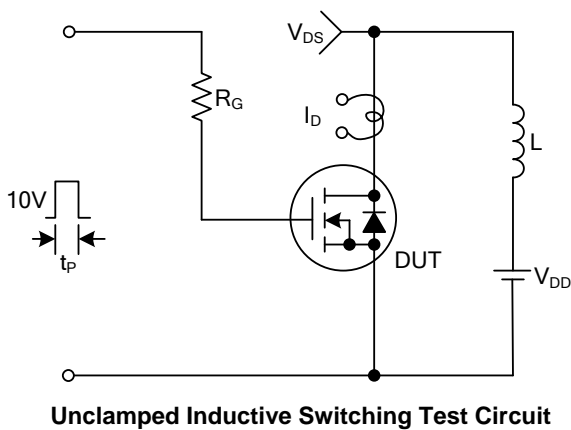 V_DS
R_G
I_D
L
10V
t_P
DUT
V_DD
Unclamped Inductive Switching Test Circuit